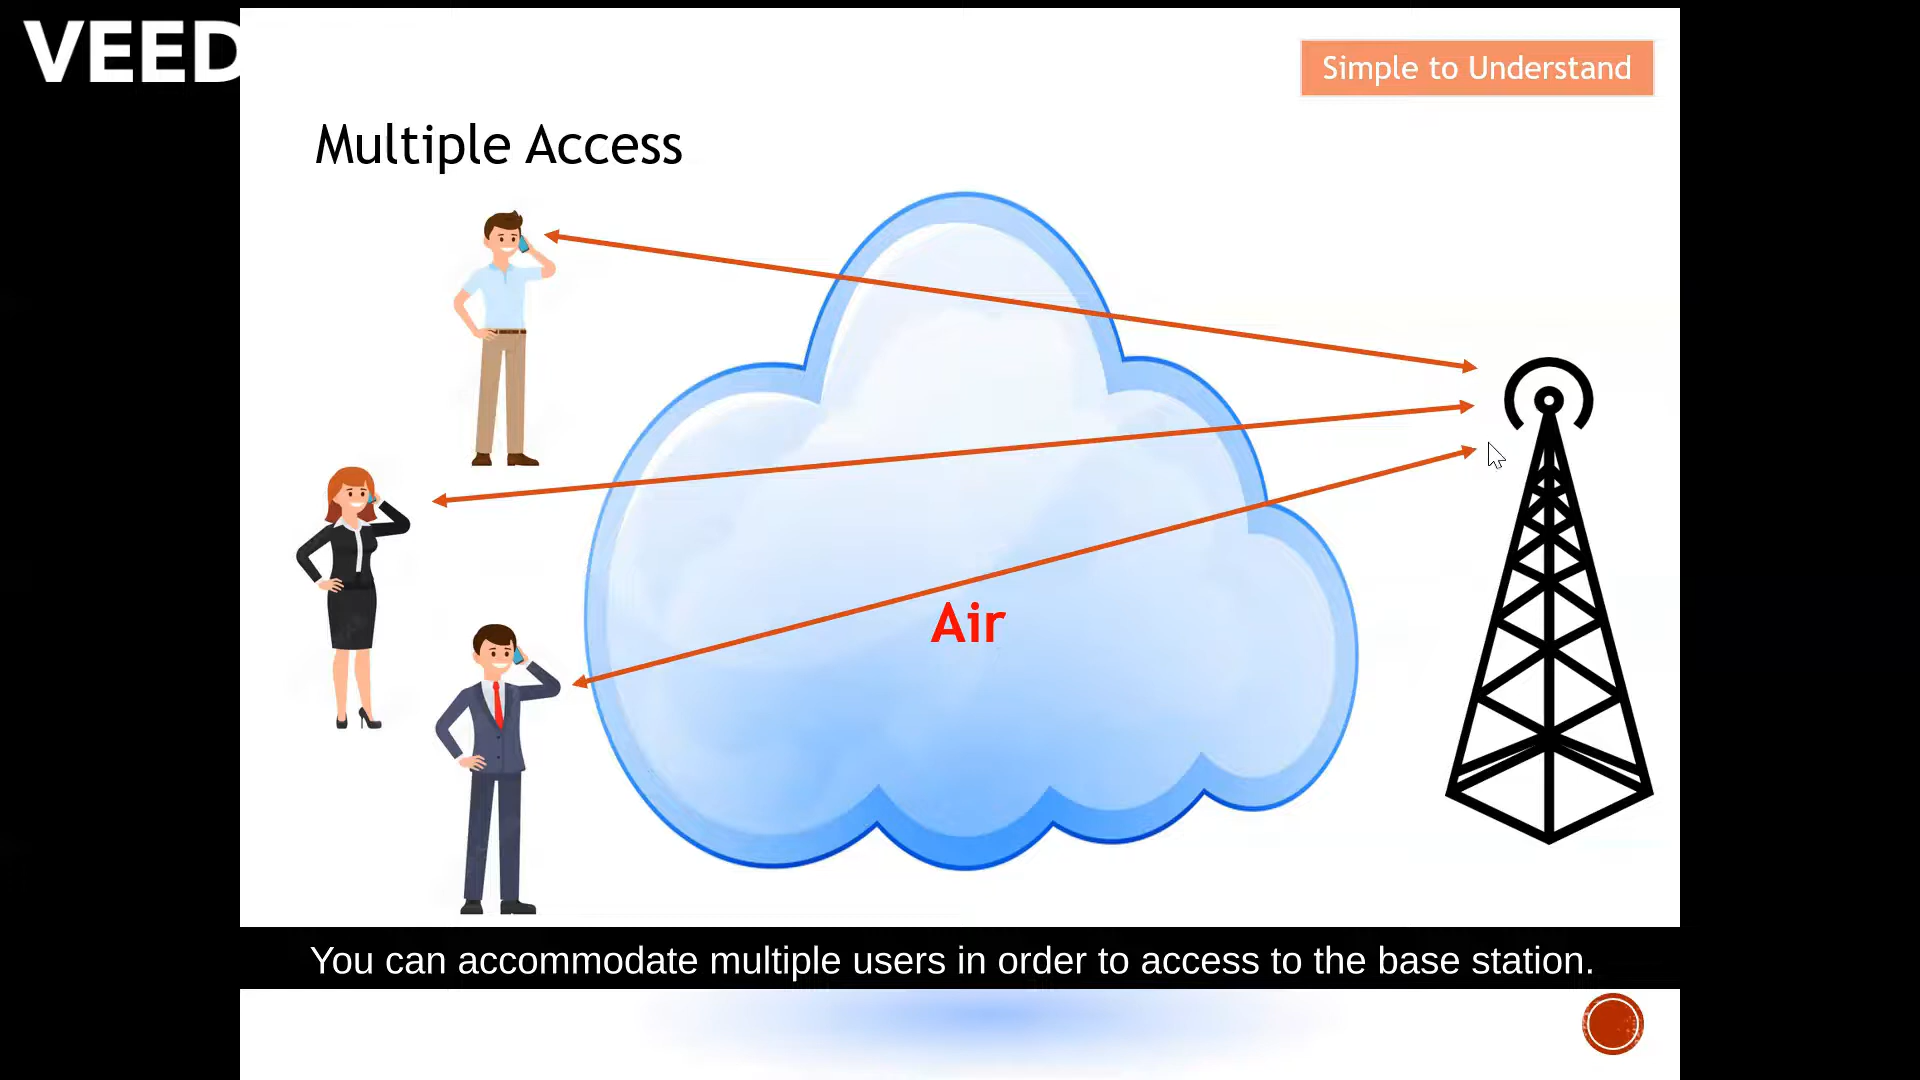 VEED
Simple to Understand
Multiple Access
Air
You can accommodate multiple users in order to access to the base station.